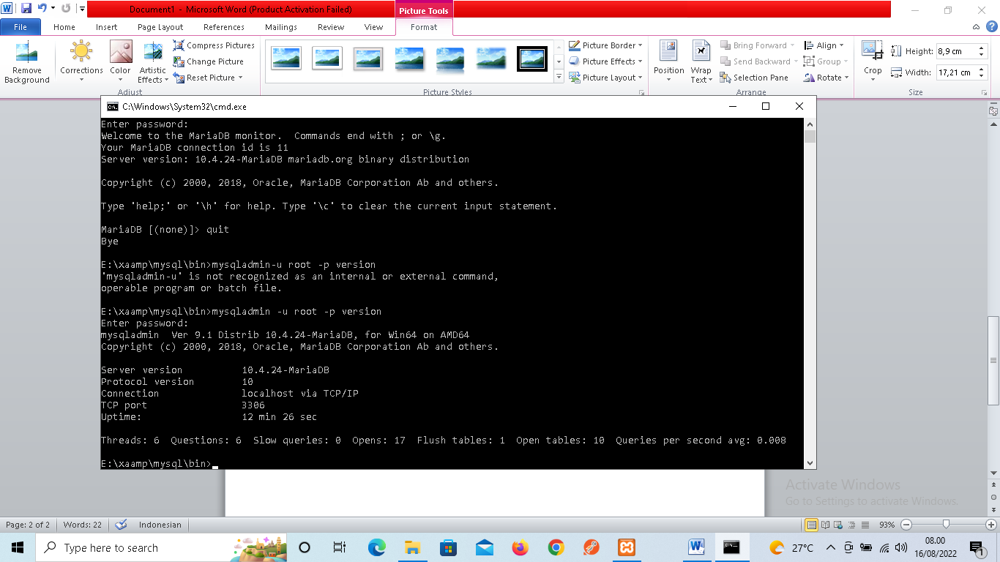 Document1 - Microsoft Word (Product Activation Failed)
Picture Tools
File Home Insert Page Layout References Mailings Review View Format
Remove Background
Corrections
Color
Artistic Effects
Compress Pictures
Change Picture
Reset Picture
Adjust
Picture Styles
Picture Border
Picture Effects
Picture Layout
Position
Wrap Text
Bring Forward
Send Backward
Selection Pane
Align
Group
Rotate
Arrange
Crop
Height: 8,9 cm
Width: 17,21 cm
Size
C:\Windows\System32\cmd.exe
Enter password:
Welcome to the MariaDB monitor.  Commands end with ; or \g.
Your MariaDB connection id is 11
Server version: 10.4.24-MariaDB mariadb.org binary distribution
Copyright (c) 2000, 2018, Oracle, MariaDB Corporation Ab and others.
Type 'help;' or '\h' for help. Type '\c' to clear the current input statement.
MariaDB [(none)]> quit
Bye
E:\xaamp\mysql\bin>mysqladmin-u root -p version
'mysqladmin-u' is not recognized as an internal or external command,
operable program or batch file.
E:\xaamp\mysql\bin>mysqladmin -u root -p version
Enter password:
mysqladmin  Ver 9.1 Distrib 10.4.24-MariaDB, for Win64 on AMD64
Copyright (c) 2000, 2018, Oracle, MariaDB Corporation Ab and others.
Server version 10.4.24-MariaDB
Protocol version 10
Connection localhost via TCP/IP
TCP port 3306
Uptime: 12 min 26 sec
Threads: 6  Questions: 6  Slow queries: 0  Opens: 17  Flush tables: 1  Open tables: 10  Queries per second avg: 0.008
E:\xaamp\mysql\bin>
Activate Windows
Go to Settings to activate Windows.
Page: 2 of 2 Words: 22 Indonesian 93%
Type here to search
27°C
08.00
16/08/2022
1